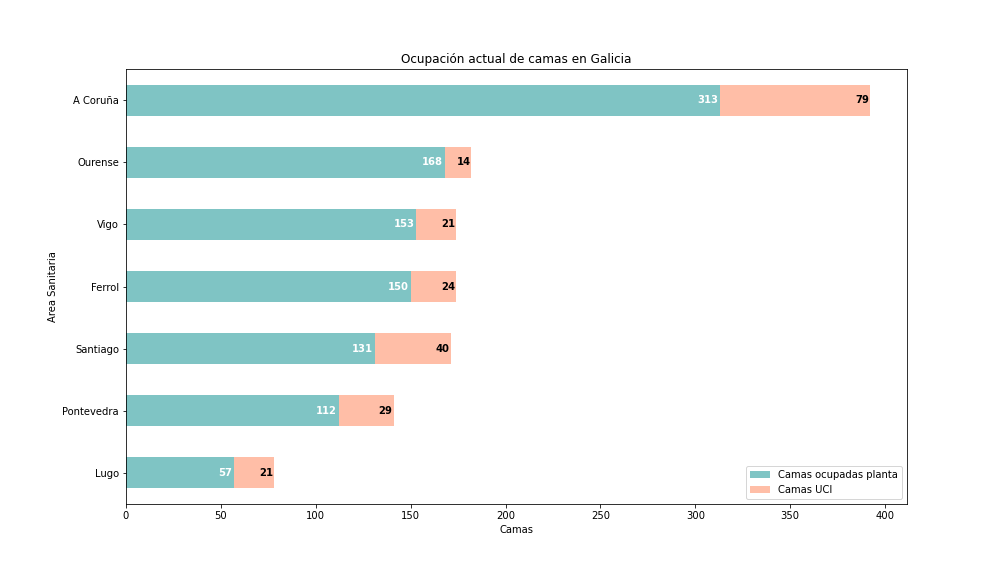 Ocupación actual de camas en Galicia
Area Sanitaria
A Coruña 313 79
Ourense 168 14
Vigo 153 21
Ferrol 150 24
Santiago 131 40
Pontevedra 112 29
Lugo 57 21
Camas ocupadas planta
Camas UCI
0 50 100 150 200 250 300 350 400
Camas